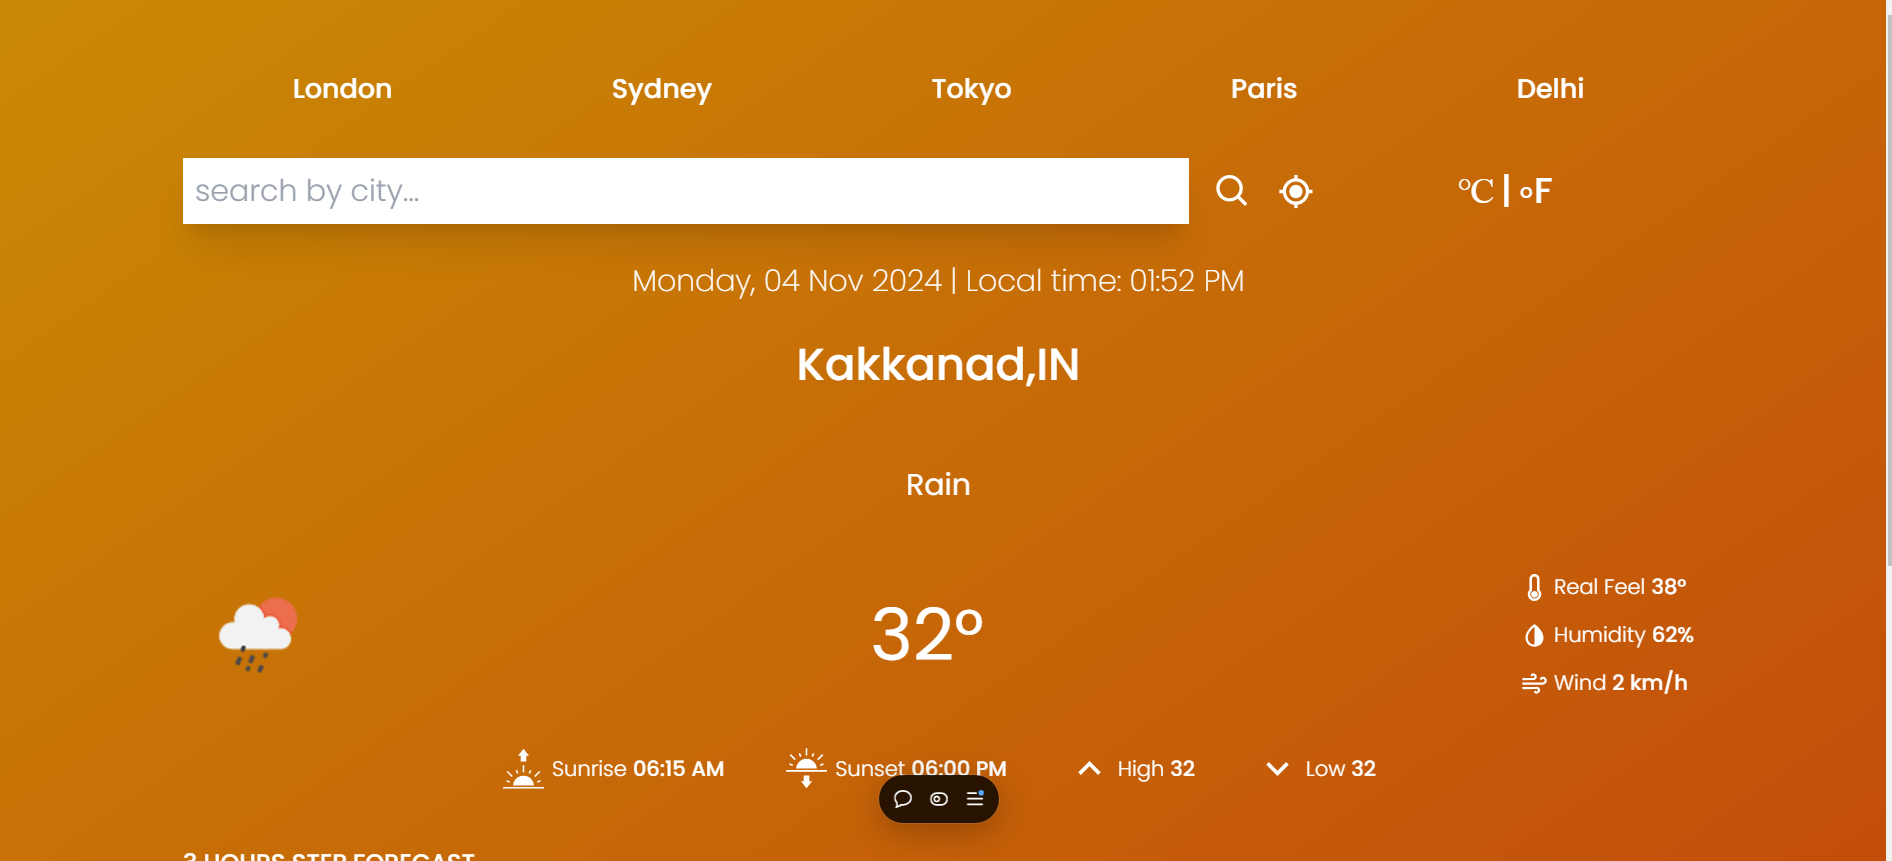 London Sydney Tokyo Paris Delhi
search by city...
°C | °F
Monday, 04 Nov 2024 | Local time: 01:52 PM
Kakkanad,IN
Rain
32°
Real Feel 38°
Humidity 62%
Wind 2 km/h
Sunrise 06:15 AM Sunset 06:00 PM High 32 Low 32
3 HOURS STEP FORECAST